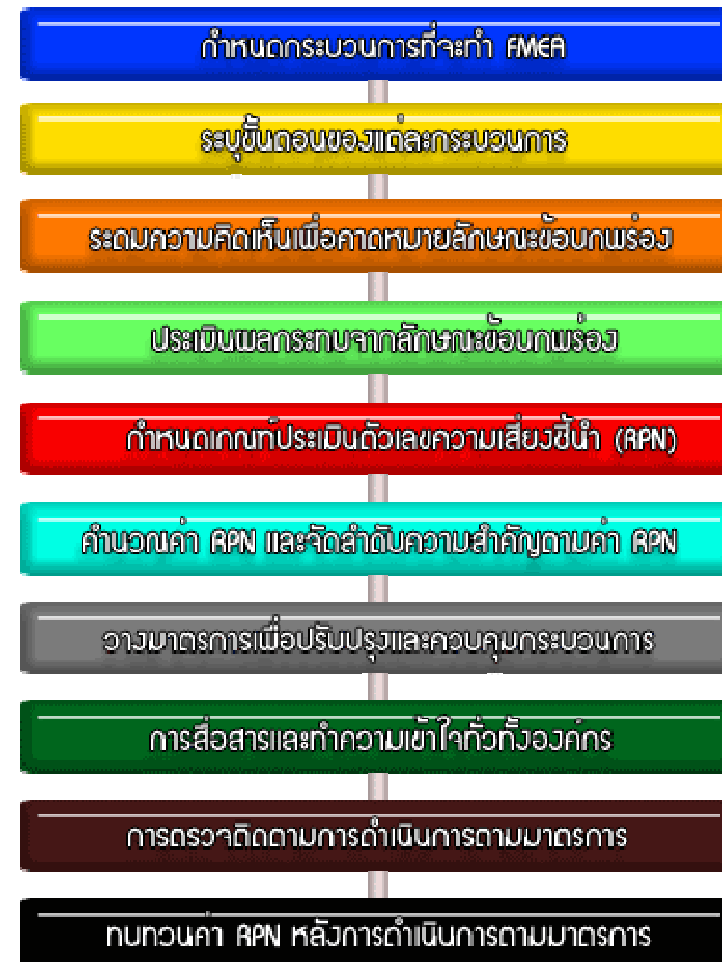 กำหนดกระบวนการที่จะทำ FMEA
ระบุขั้นตอนของแต่ละกระบวนการ
ระดมความคิดเห็นเพื่อคาดหมายลักษณะข้อบกพร่อง
ประเมินผลกระทบจากลักษณะข้อบกพร่อง
กำหนดเกณฑ์ประเมินตัวเลขความเสี่ยงชี้นำ (RPN)
คำนวณค่า RPN และจัดลำดับความสำคัญตามค่า RPN
วางมาตรการเพื่อปรับปรุงและควบคุมกระบวนการ
การสื่อสารและทำความเข้าใจทั่วทั้งองค์กร
การตรวจติดตามการดำเนินการตามมาตรการ
ทบทวนค่า RPN หลังการดำเนินการตามมาตรการ